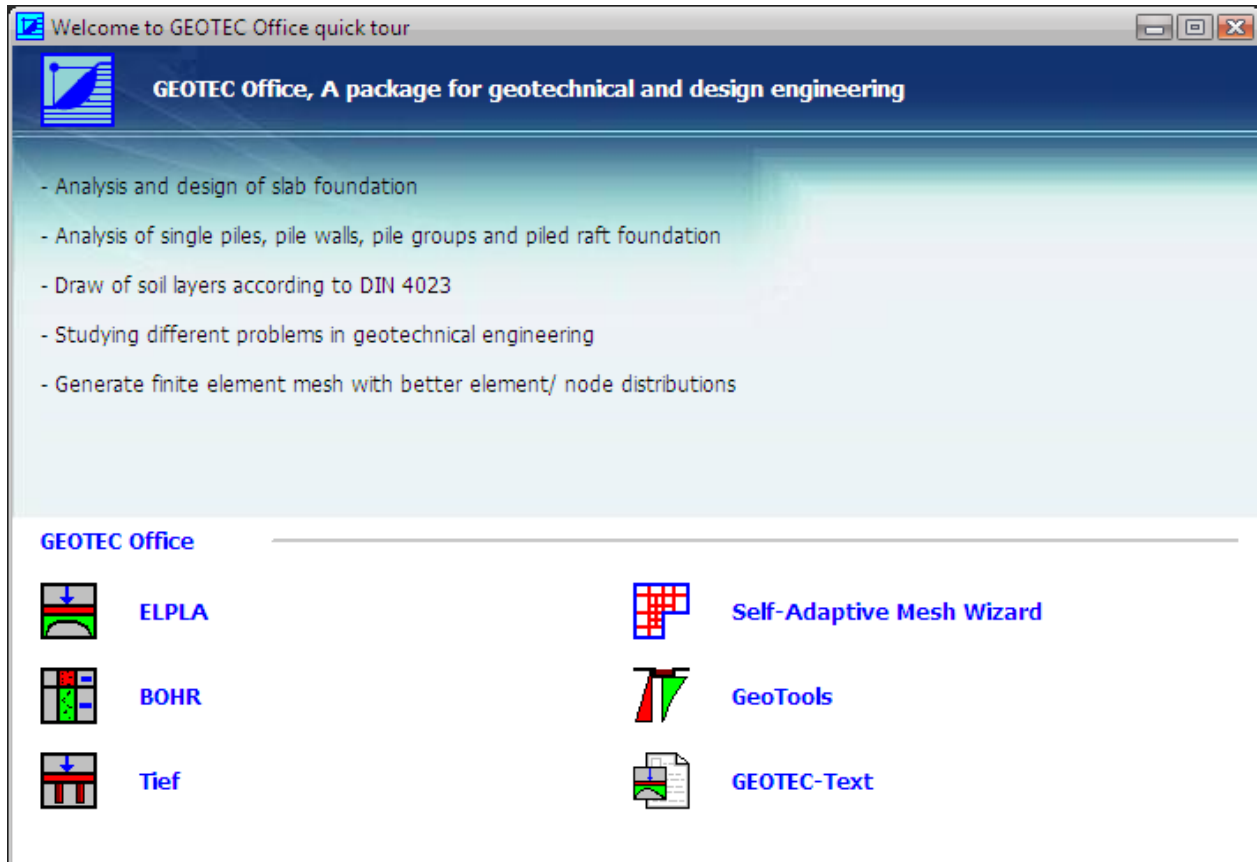 Welcome to GEOTEC Office quick tour
GEOTEC Office, A package for geotechnical and design engineering
- Analysis and design of slab foundation
- Analysis of single piles, pile walls, pile groups and piled raft foundation
- Draw of soil layers according to DIN 4023
- Studying different problems in geotechnical engineering
- Generate finite element mesh with better element/ node distributions
GEOTEC Office
ELPLA
Self-Adaptive Mesh Wizard
BOHR
GeoTools
Tief
GEOTEC-Text